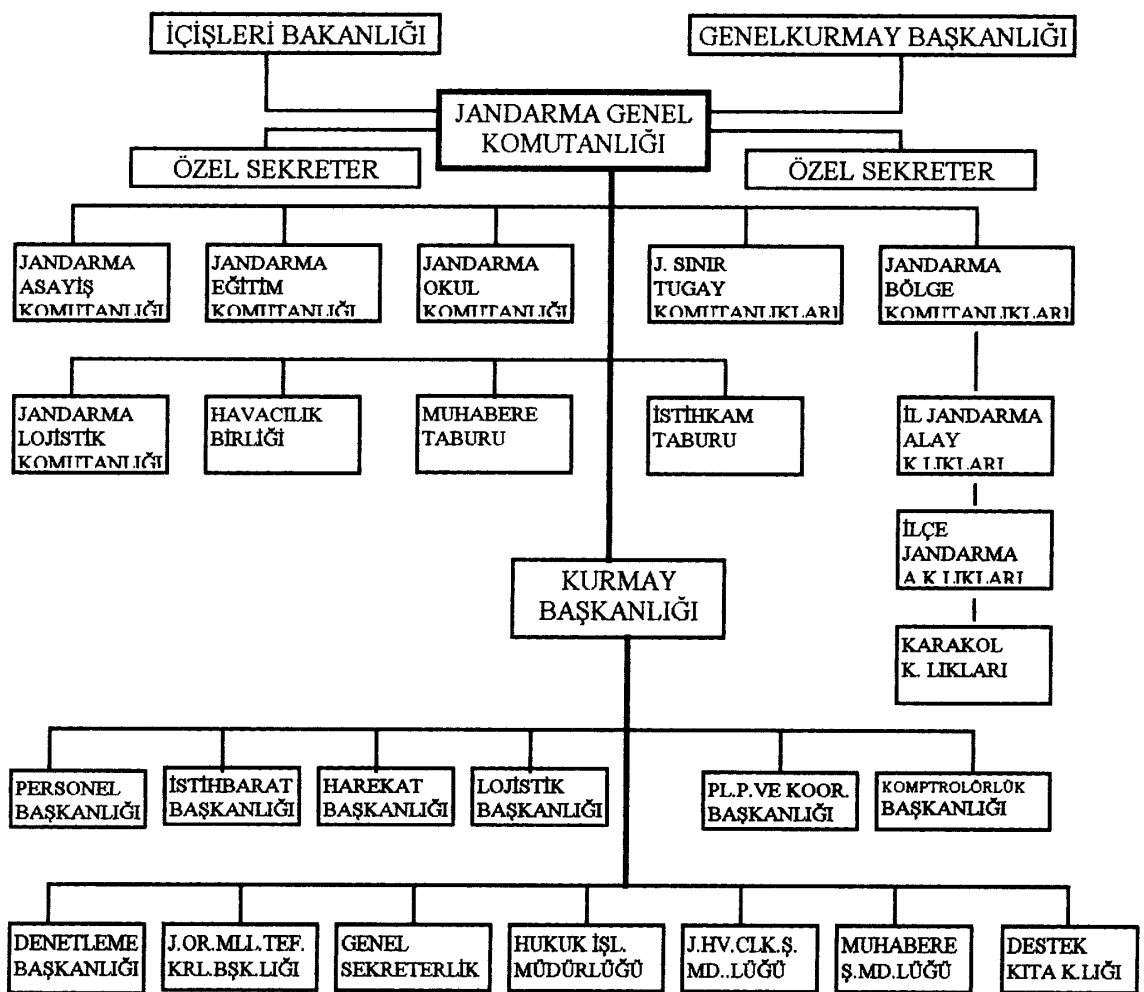 İÇİŞLERİ BAKANLIĞI
GENELKURMAY BAŞKANLIĞI
JANDARMA GENEL
KOMUTANLIĞI
ÖZEL SEKRETER
ÖZEL SEKRETER
JANDARMA
ASAYİŞ
KOMUTANLIĞI
JANDARMA
EĞİTİM
KOMUTANLIĞI
JANDARMA
OKUL
KOMUTANLIĞI
J. SINIR
TUGAY
KOMUTANLIKLARI
JANDARMA
BÖLGE
KOMUTANLIKLARI
JANDARMA
LOJİSTİK
KOMUTANLIĞI
HAVACILIK
BİRLİĞİ
MUHABERE
TABURU
İSTİHKAM
TABURU
İL JANDARMA
ALAY
K.LIKLARI
İLÇE
JANDARMA
A.K.LIKLARI
KARAKOL
K. LIKLARI
KURMAY
BAŞKANLIĞI
PERSONEL
BAŞKANLIĞI
İSTİHBARAT
BAŞKANLIĞI
HAREKAT
BAŞKANLIĞI
LOJİSTİK
BAŞKANLIĞI
PL.P.VE KOOR.
BAŞKANLIĞI
KOMPTROLÖRLÜK
BAŞKANLIĞI
DENETLEME
BAŞKANLIĞI
J.OR.MLL.TEF.
KRL.BŞK.LIĞI
GENEL
SEKRETERLİK
HUKUK İŞL.
MÜDÜRLÜĞÜ
J.HV.CLK.Ş.
MD..LÜĞÜ
MUHABERE
Ş.MD.LÜĞÜ
DESTEK
KITA K.LIĞI